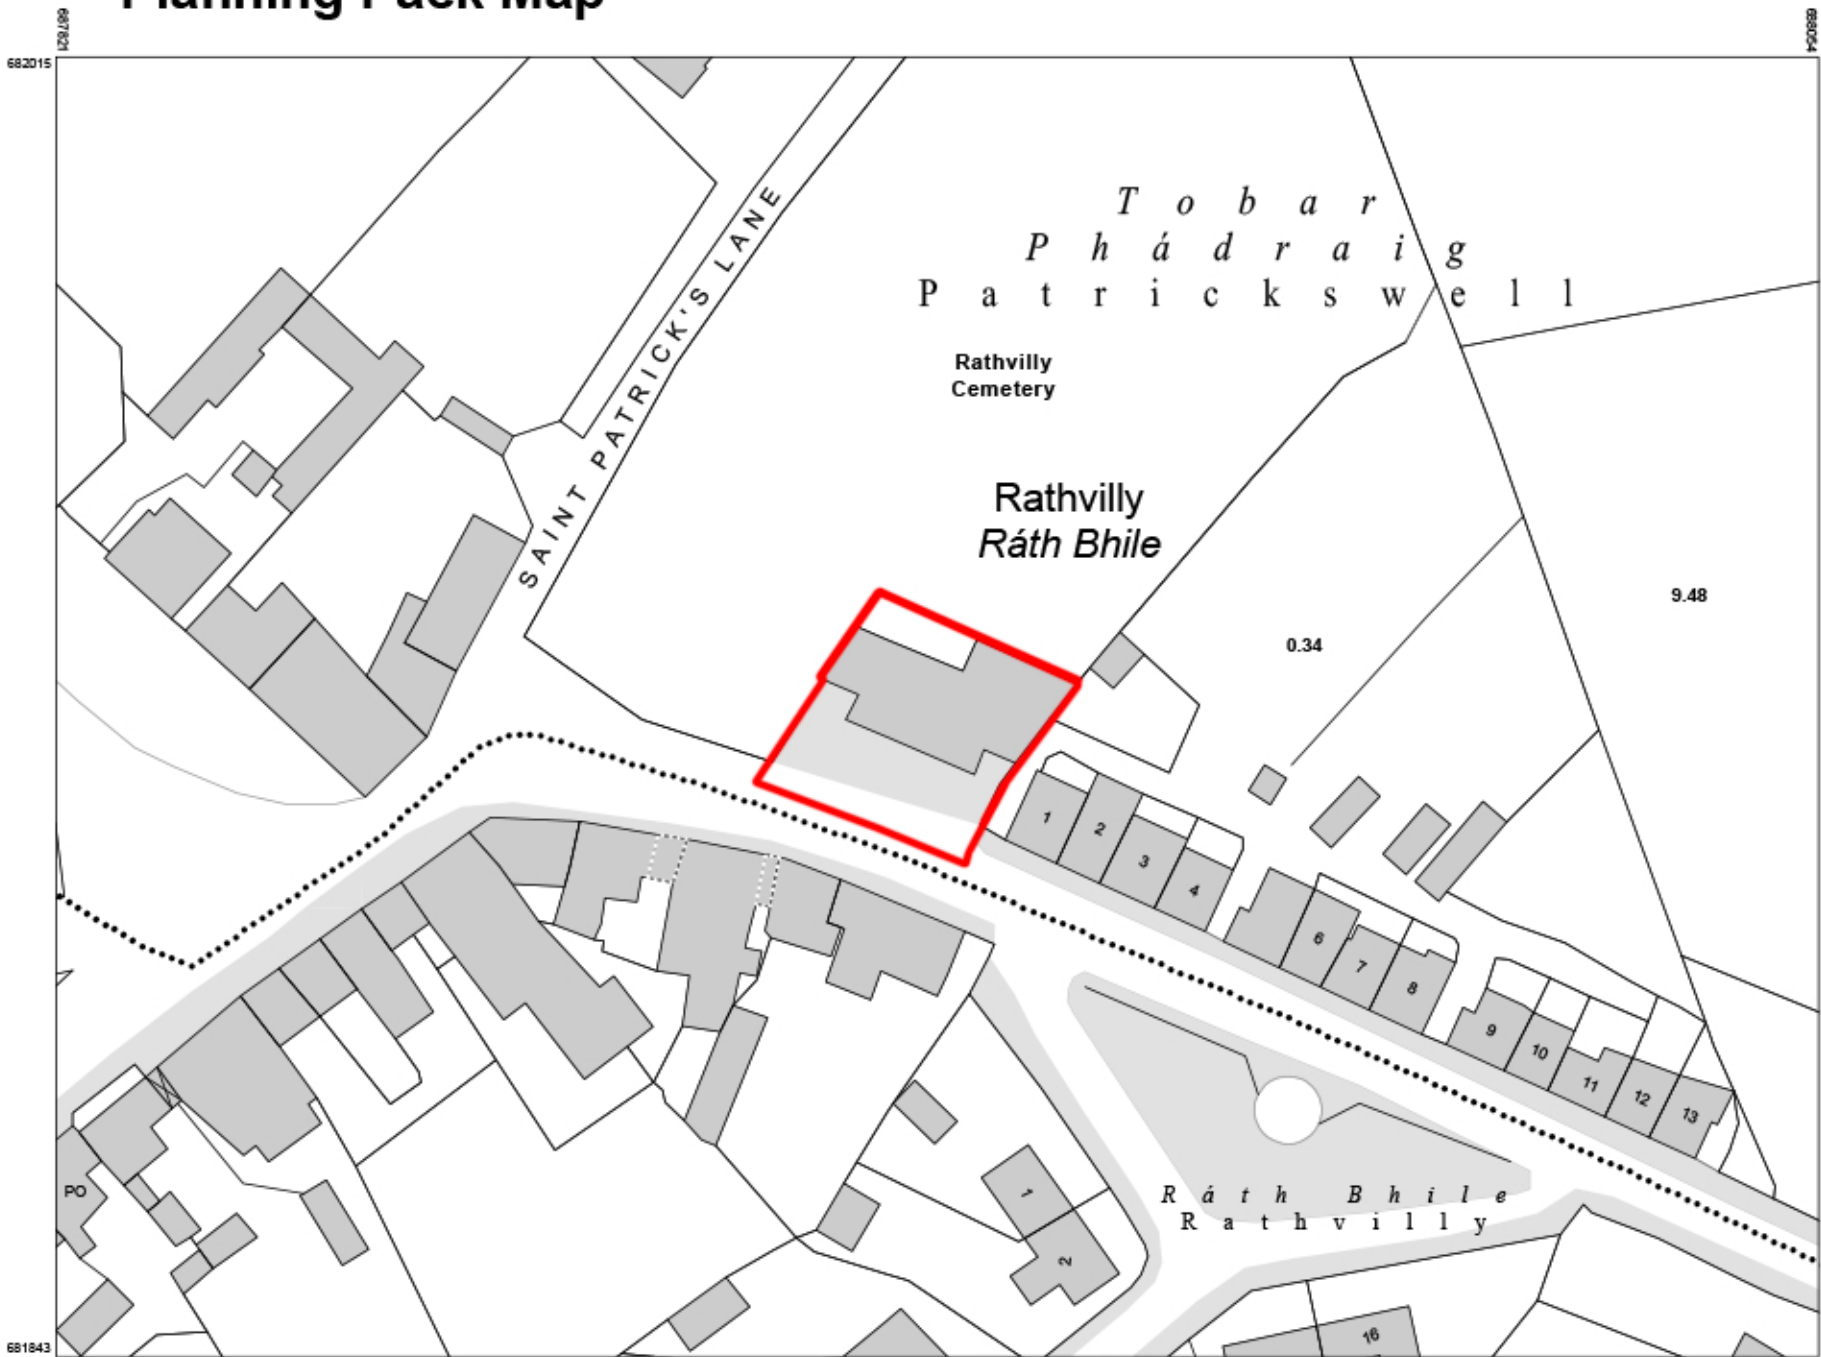 Planning Pack Map
687821
688054
682015
SAINT PATRICK'S LANE
Tobar
Phádraig
Patrickswell
Rathvilly
Cemetery
Rathvilly
Ráth Bhile
9.48
0.34
1
2
3
4
6
7
8
9
10
11
12
13
PO
1
2
Ráth Bhile
Rathvilly
16
681843